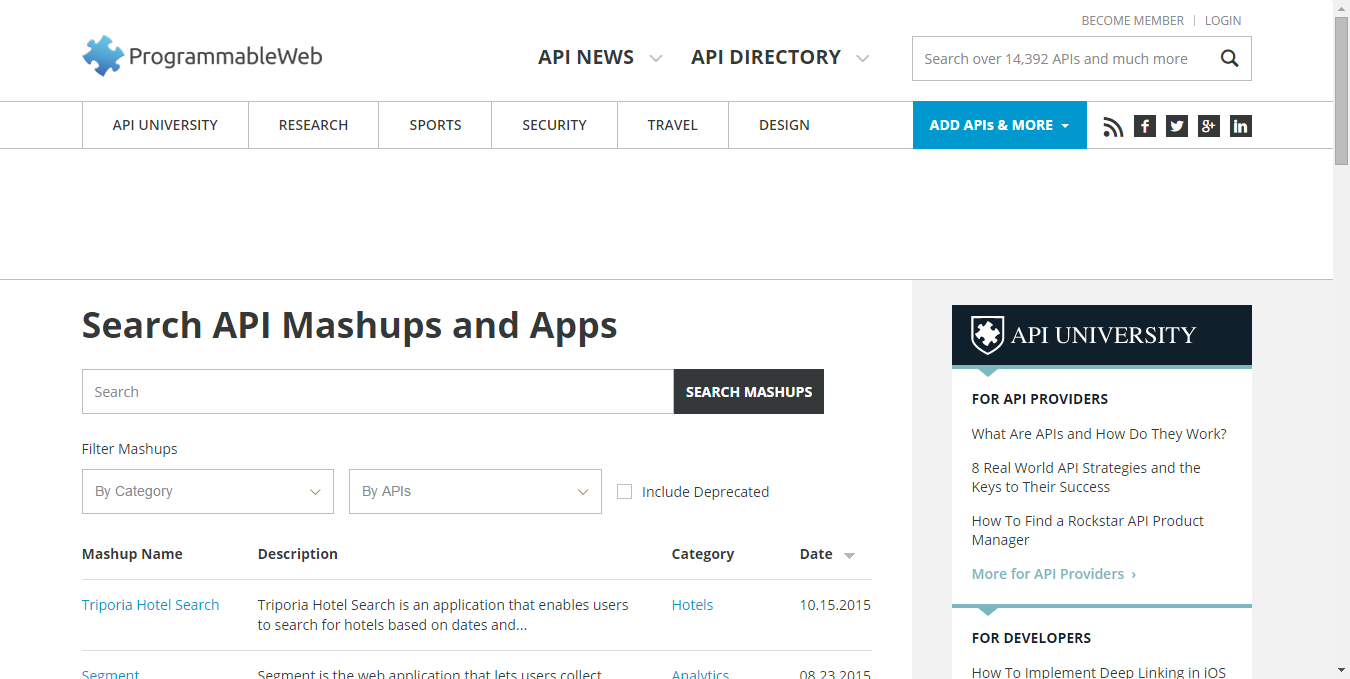 BECOME MEMBER | LOGIN
ProgrammableWeb
API NEWS
API DIRECTORY
Search over 14,392 APIs and much more
API UNIVERSITY
RESEARCH
SPORTS
SECURITY
TRAVEL
DESIGN
ADD APIs & MORE
Search API Mashups and Apps
Search
SEARCH MASHUPS
Filter Mashups
By Category
By APIs
Include Deprecated
Mashup Name
Description
Category
Date
Triporia Hotel Search
Triporia Hotel Search is an application that enables users
to search for hotels based on dates and...
Hotels
10.15.2015
Segment
Segment is the web application that lets users collect
Analytics
08.23.2015
API UNIVERSITY
FOR API PROVIDERS
What Are APIs and How Do They Work?
8 Real World API Strategies and the
Keys to Their Success
How To Find a Rockstar API Product
Manager
More for API Providers ›
FOR DEVELOPERS
How To Implement Deep Linking in iOS